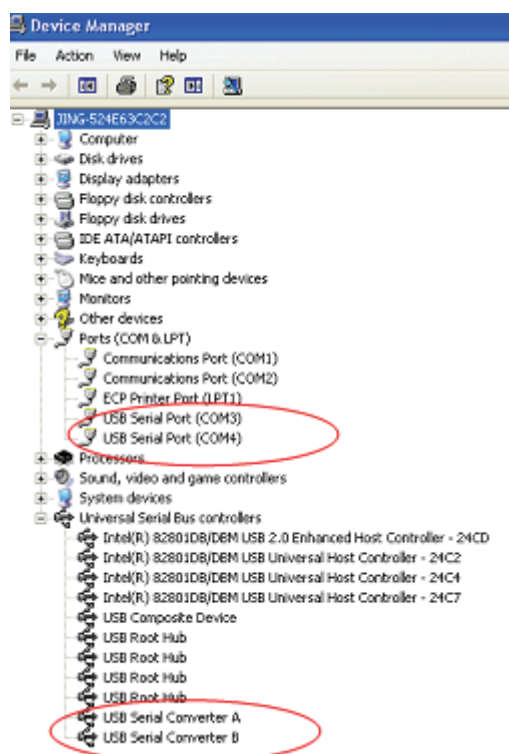 Device Manager
File Action View Help
JING-524E63C2C2
Computer
Disk drives
Display adapters
Floppy disk controllers
Floppy disk drives
IDE ATA/ATAPI controllers
Keyboards
Mice and other pointing devices
Monitors
Other devices
Ports (COM & LPT)
Communications Port (COM1)
Communications Port (COM2)
ECP Printer Port (LPT1)
USB Serial Port (COM3)
USB Serial Port (COM4)
Processors
Sound, video and game controllers
System devices
Universal Serial Bus controllers
Intel(R) 82801DB/DBM USB 2.0 Enhanced Host Controller - 24CD
Intel(R) 82801DB/DBM USB Universal Host Controller - 24C2
Intel(R) 82801DB/DBM USB Universal Host Controller - 24C4
Intel(R) 82801DB/DBM USB Universal Host Controller - 24C7
USB Composite Device
USB Root Hub
USB Root Hub
USB Root Hub
USB Root Hub
USB Serial Converter A
USB Serial Converter B